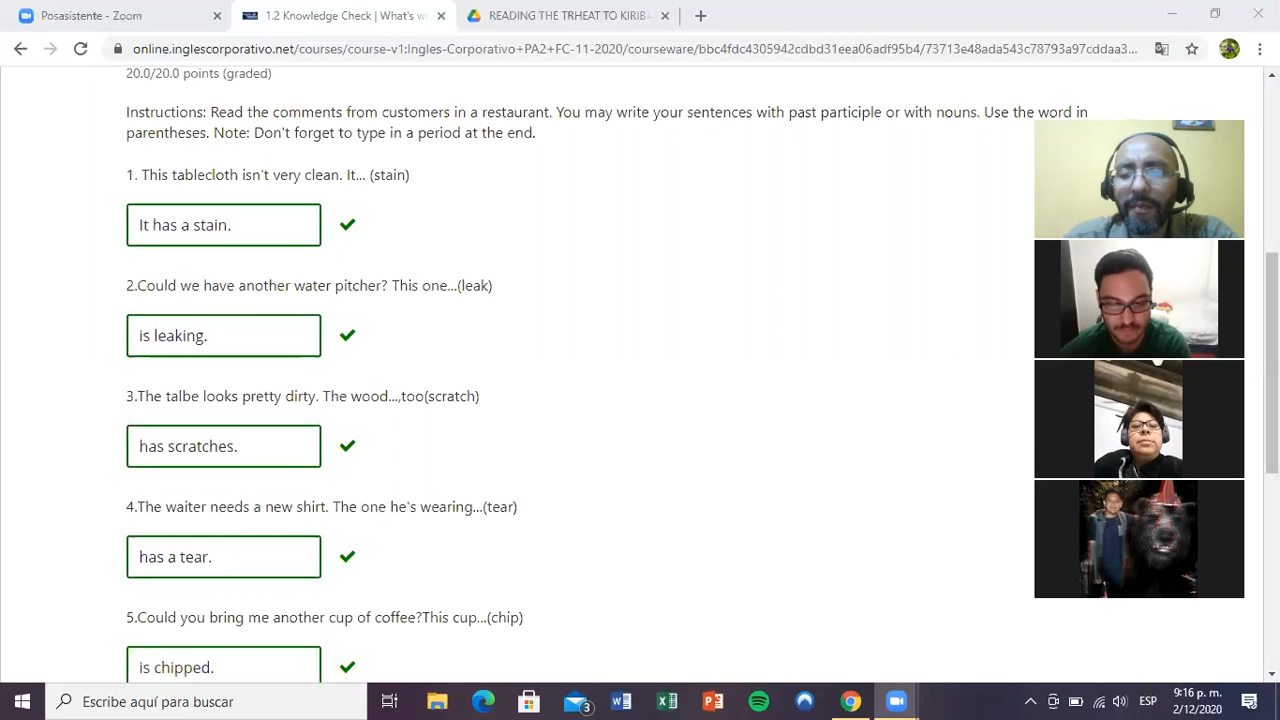 Posasistente - Zoom
1.2 Knowledge Check | What's w
READING THE TRHEAT TO KIRIBA
online.inglescorporativo.net/courses/course-v1:Ingles-Corporativo+PA2+FC-11-2020/courseware/bbc4fdc4305942cdbd31eea06adf95b4/73713e48ada543c78793a97cddaa3...
20.0/20.0 points (graded)
Instructions: Read the comments from customers in a restaurant. You may write your sentences with past participle or with nouns. Use the word in
parentheses. Note: Don't forget to type in a period at the end.
1. This tablecloth isn't very clean. It... (stain)
It has a stain.
2.Could we have another water pitcher? This one...(leak)
is leaking.
3.The talbe looks pretty dirty. The wood...,too(scratch)
has scratches.
4.The waiter needs a new shirt. The one he's wearing...(tear)
has a tear.
5.Could you bring me another cup of coffee?This cup...(chip)
is chipped.
Escribe aquí para buscar
3
ESP
9:16 p. m.
2/12/2020